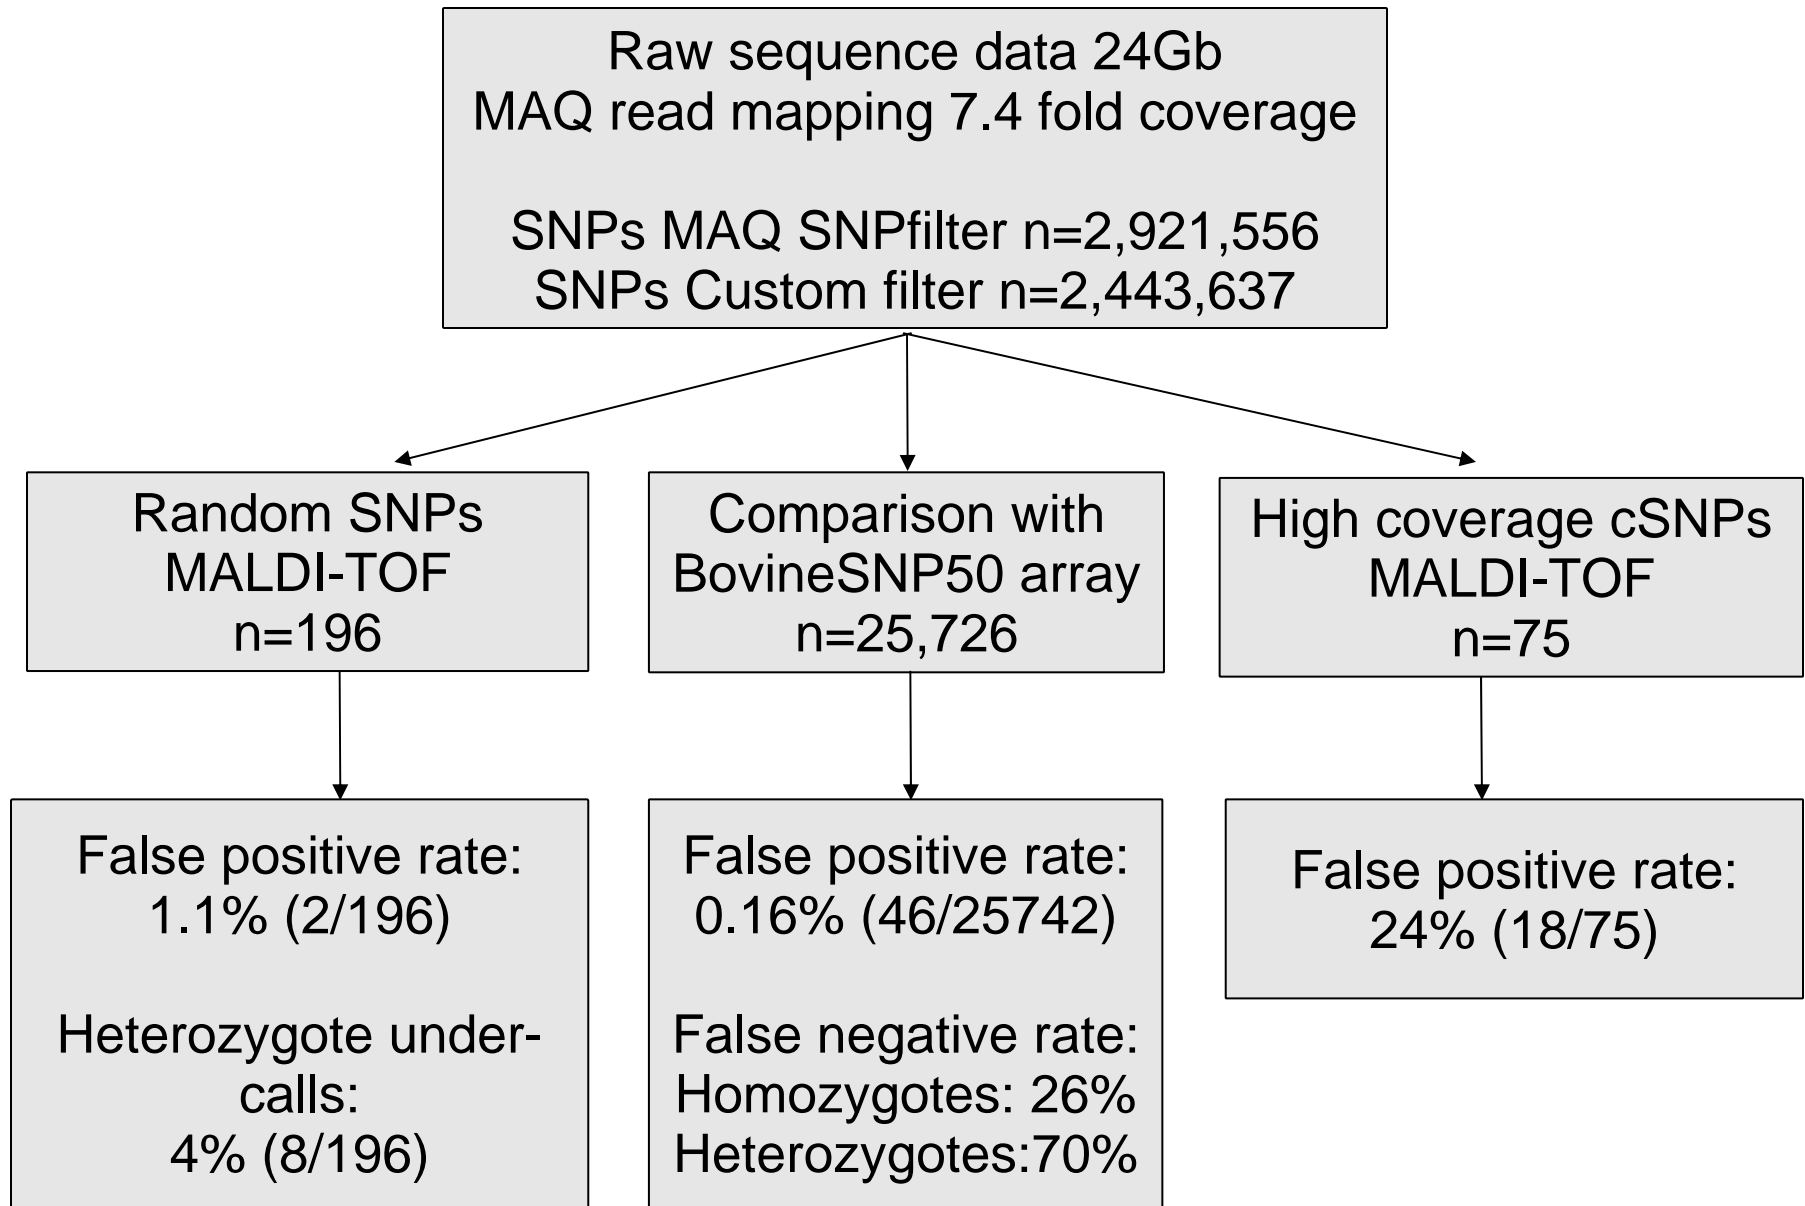 Raw sequence data 24Gb
MAQ read mapping 7.4 fold coverage
SNPs MAQ SNPfilter n=2,921,556
SNPs Custom filter n=2,443,637
Random SNPs
MALDI-TOF
n=196
Comparison with
BovineSNP50 array
n=25,726
High coverage cSNPs
MALDI-TOF
n=75
False positive rate:
1.1% (2/196)
Heterozygote under-
calls:
4% (8/196)
False positive rate:
0.16% (46/25742)
False negative rate:
Homozygotes: 26%
Heterozygotes:70%
False positive rate:
24% (18/75)